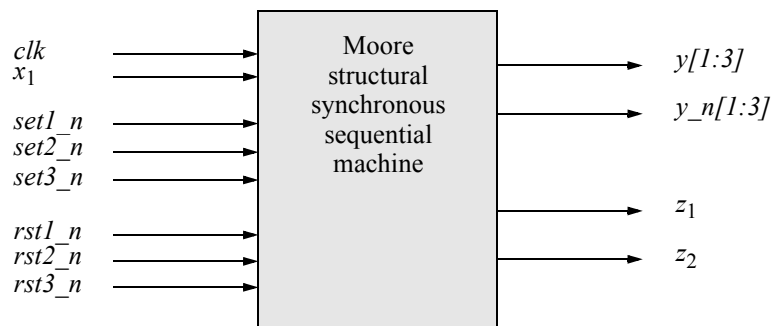 clk
x1
set1_n
set2_n
set3_n
rst1_n
rst2_n
rst3_n
Moore
structural
synchronous
sequential
machine
y[1:3]
y_n[1:3]
z1
z2